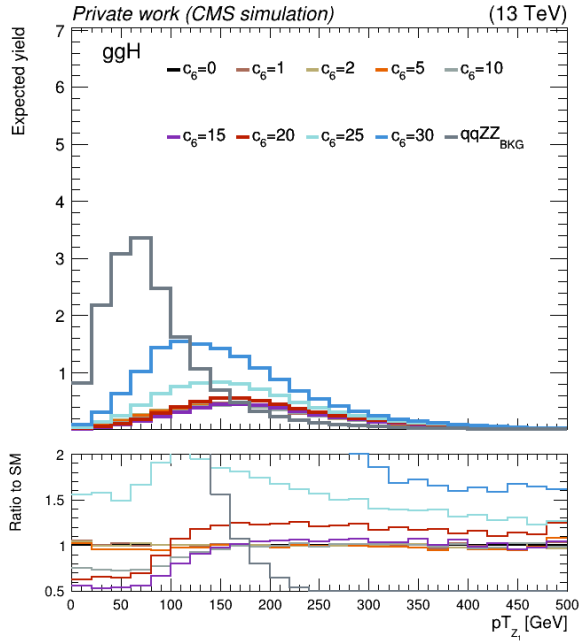 Private work (CMS simulation) (13 TeV)
Expected yield
7
6
5
4
3
2
1
ggH
c6=0 c6=1 c6=2 c6=5 c6=10
c6=15 c6=20 c6=25 c6=30 qqZZBKG
Ratio to SM
2
1.5
1
0.5
0 50 100 150 200 250 300 350 400 450 500
pTZ1 [GeV]